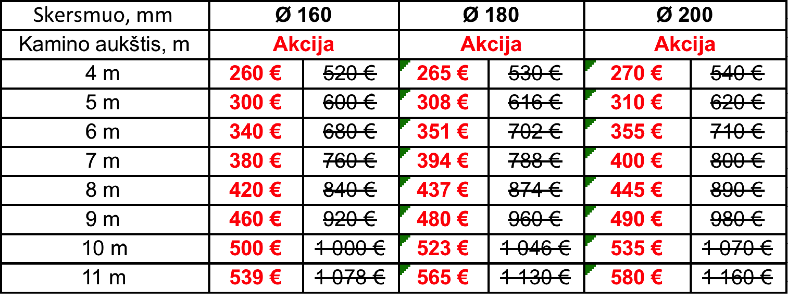 Skersmuo, mm Ø 160 Ø 180 Ø 200
Kamino aukštis, m Akcija Akcija Akcija
4 m 260 € 520 € 265 € 530 € 270 € 540 €
5 m 300 € 600 € 308 € 616 € 310 € 620 €
6 m 340 € 680 € 351 € 702 € 355 € 710 €
7 m 380 € 760 € 394 € 788 € 400 € 800 €
8 m 420 € 840 € 437 € 874 € 445 € 890 €
9 m 460 € 920 € 480 € 960 € 490 € 980 €
10 m 500 € 1 000 € 523 € 1 046 € 535 € 1 070 €
11 m 539 € 1 078 € 565 € 1 130 € 580 € 1 160 €